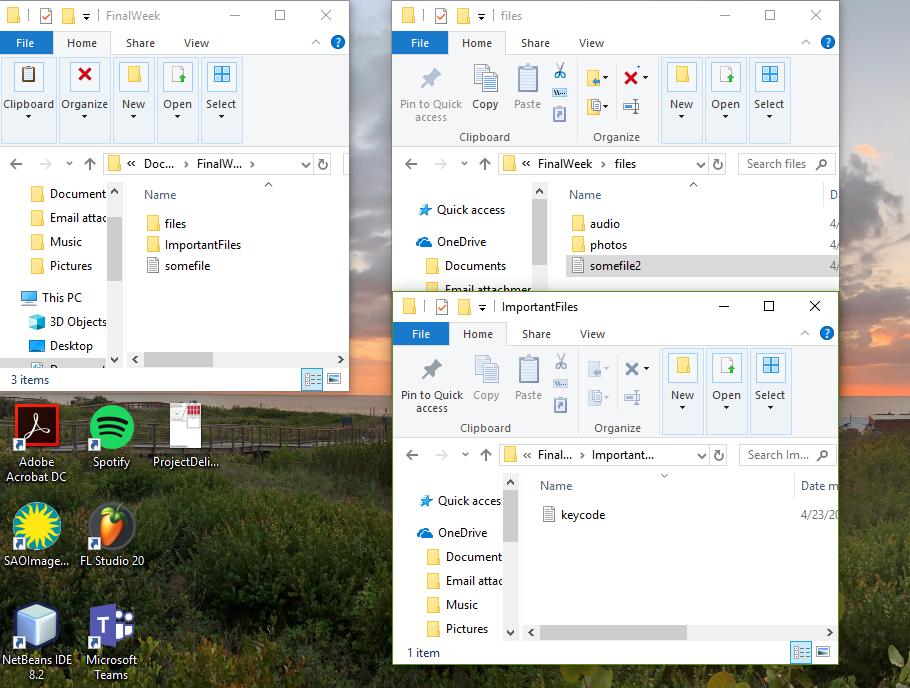 FinalWeek
File Home Share View
Clipboard Organize New Open Select
« Doc... > FinalW... >
Name
Document
Email attac
Music
Pictures
This PC
3D Objects
Desktop
files
ImportantFiles
somefile
3 items
files
File Home Share View
Pin to Quick
access
Copy Paste
New Open Select
Clipboard Organize
« FinalWeek > files
Search files
Name
Quick access
OneDrive
Documents
audio 4/
photos 4/
somefile2 4/
ImportantFiles
File Home Share View
Pin to Quick
access
Copy Paste
New Open Select
Clipboard Organize
« Final... > Important...
Search Im...
Name Date m
Quick acces
OneDrive
Document
Email attac
Music
Pictures
keycode 4/23/20
1 item
Adobe
Acrobat DC
Spotify
ProjectDeli...
SAOImage...
FL Studio 20
NetBeans IDE
8.2
Microsoft
Teams